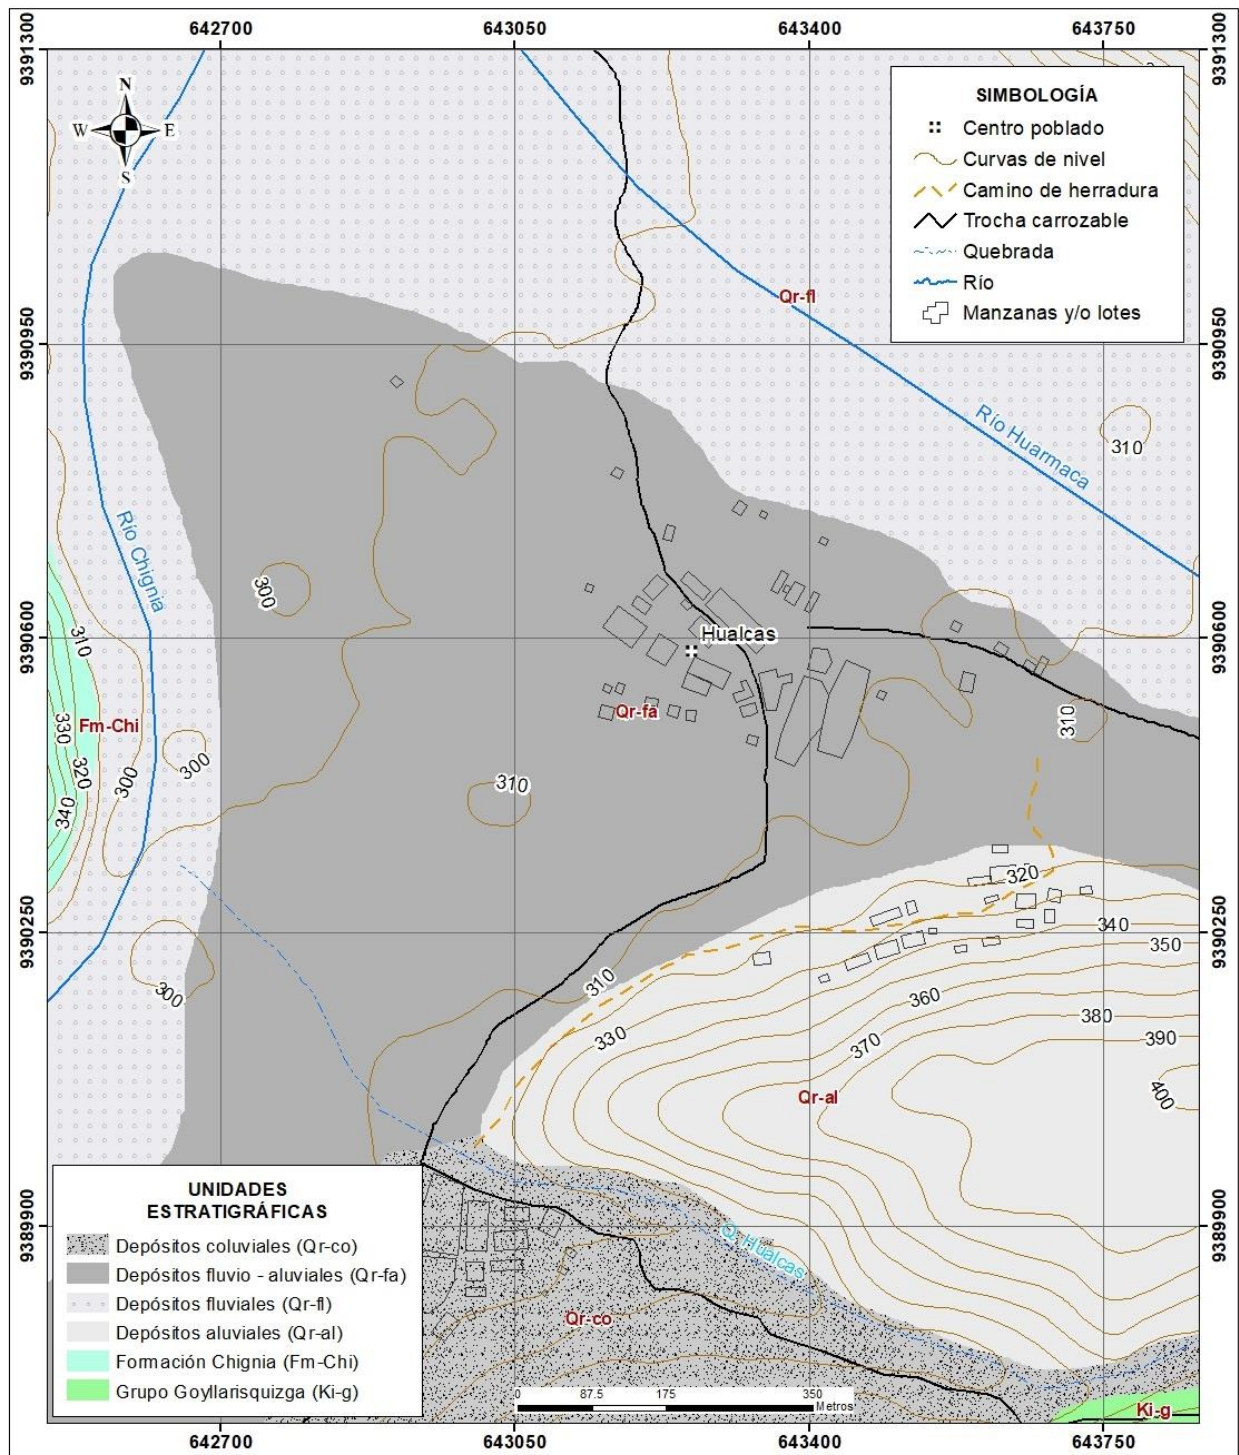 642700 643050 643400 643750
9391300
9391300
N
W E
S
SIMBOLOGÍA
Centro poblado
Curvas de nivel
Camino de herradura
Trocha carrozable
Quebrada
Río
Manzanas y/o lotes
Qr-fl
9390950
9390950
Río Huarmaca
310
Río Chignia
300
310
9390600
9390600
Hualcas
Qr-fa
330
Fm-Chi
310
320
300
300
340
310
320
340
350
9390250
9390250
310
300
360
380
330
370
390
400
Qr-al
UNIDADES
ESTRATIGRÁFICAS
Depósitos coluviales (Qr-co)
Depósitos fluvio - aluviales (Qr-fa)
Depósitos fluviales (Qr-fl)
Depósitos aluviales (Qr-al)
Formación Chignia (Fm-Chi)
Grupo Goyllarisquizga (Ki-g)
9389900
9389900
Q. Hualcas
Qr-co
0 87.5 175 350
Metros
Ki-g
642700 643050 643400 643750